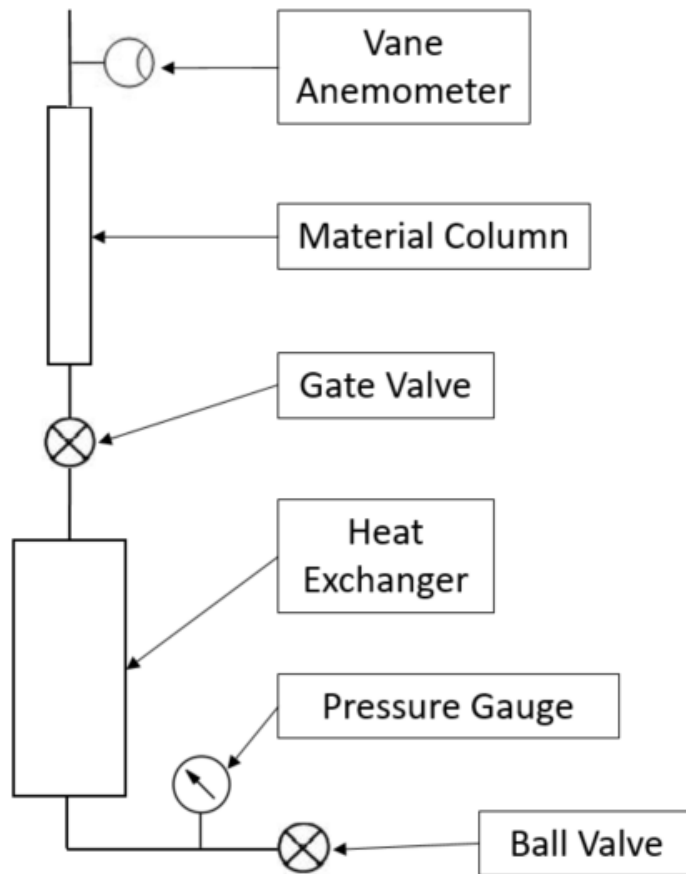 Vane
Anemometer
Material Column
Gate Valve
Heat
Exchanger
Pressure Gauge
Ball Valve